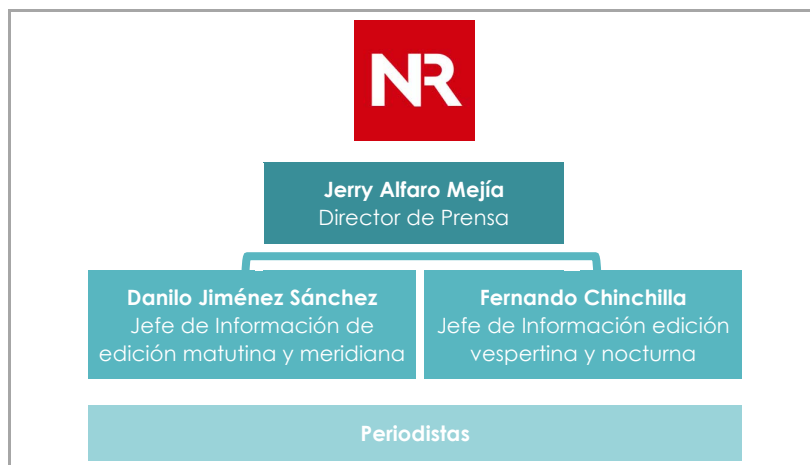 NR
Jerry Alfaro Mejía
Director de Prensa
Danilo Jiménez Sánchez
Jefe de Información de
edición matutina y meridiana
Fernando Chinchilla
Jefe de Información edición
vespertina y nocturna
Periodistas